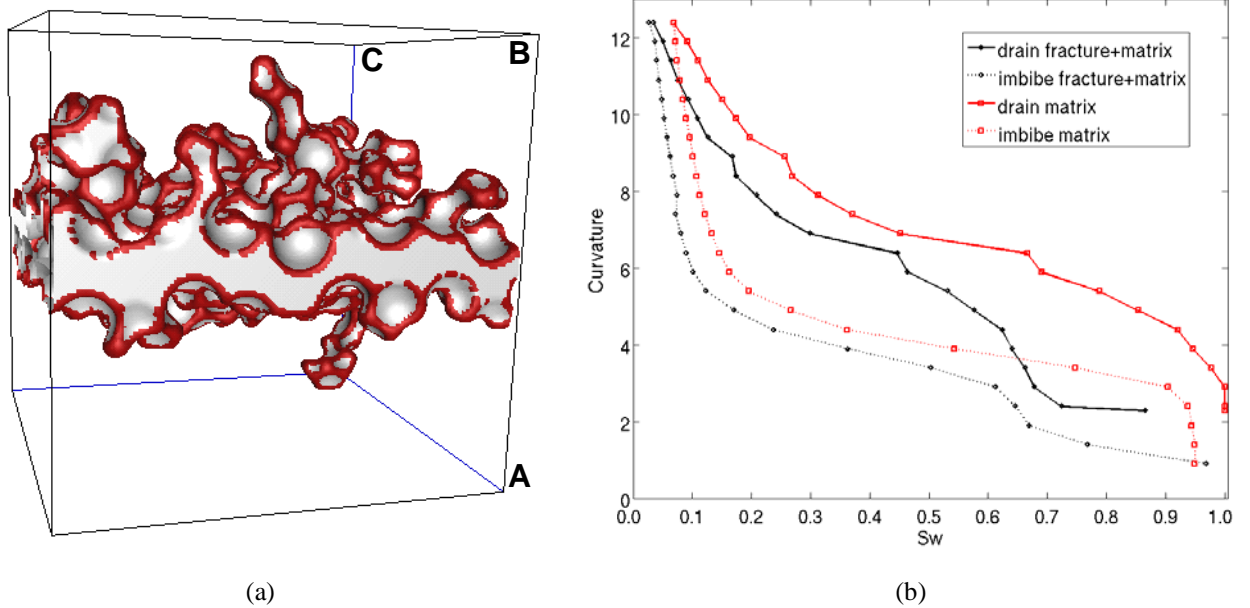 C
B
A
(a)
12
10
8
6
4
2
0
Curvature
0.0 0.1 0.2 0.3 0.4 0.5 0.6 0.7 0.8 0.9 1.0
Sw
drain fracture+matrix
imbibe fracture+matrix
drain matrix
imbibe matrix
(b)